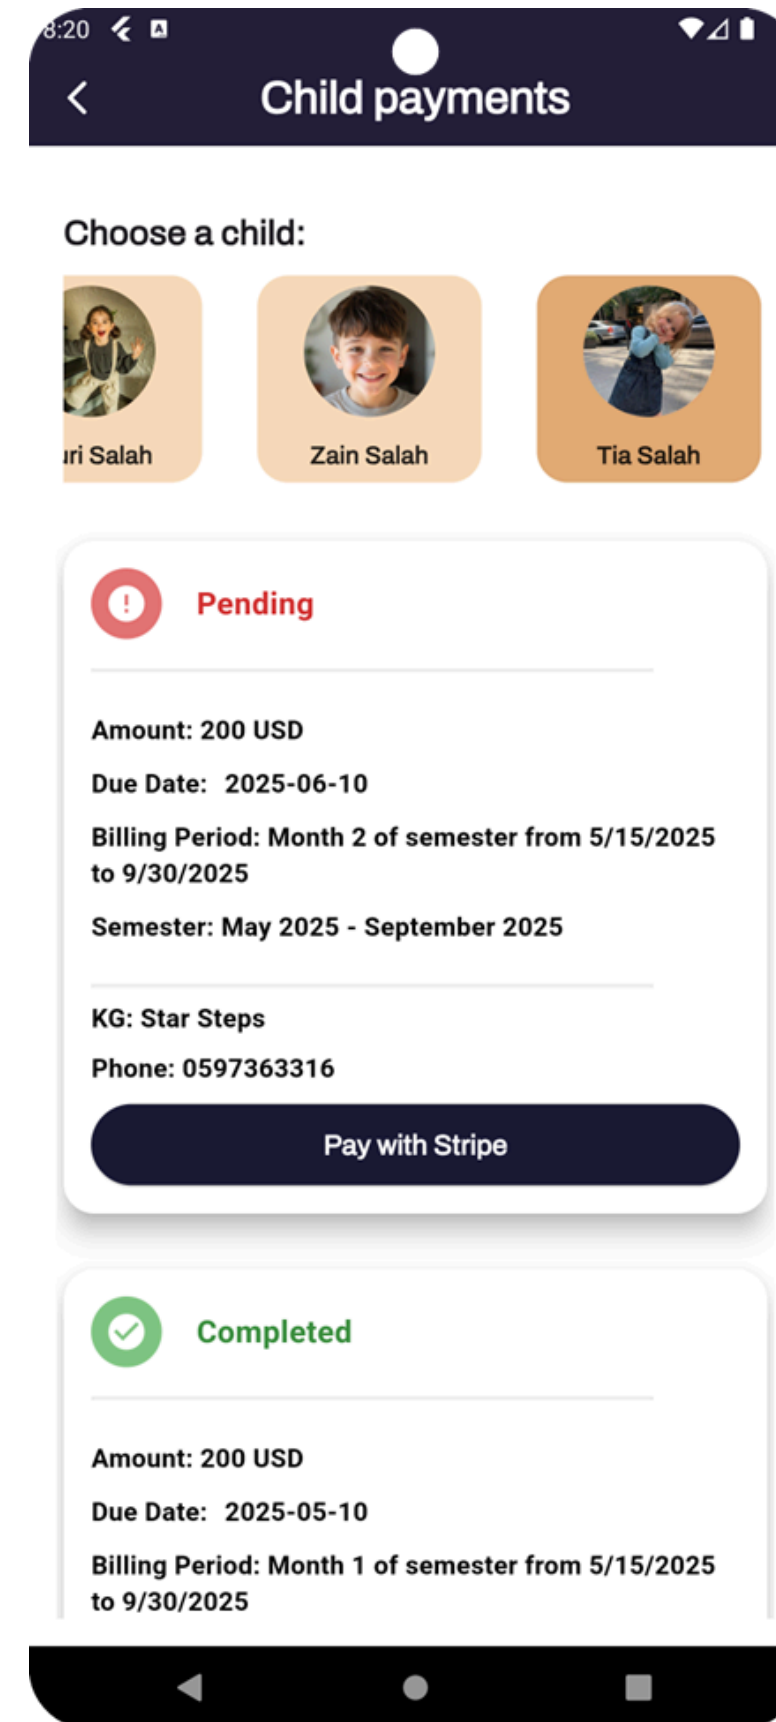 8:20
Child payments
Choose a child:
uri Salah
Zain Salah
Tia Salah
Pending
Amount: 200 USD
Due Date: 2025-06-10
Billing Period: Month 2 of semester from 5/15/2025
to 9/30/2025
Semester: May 2025 - September 2025
KG: Star Steps
Phone: 0597363316
Pay with Stripe
Completed
Amount: 200 USD
Due Date: 2025-05-10
Billing Period: Month 1 of semester from 5/15/2025
to 9/30/2025